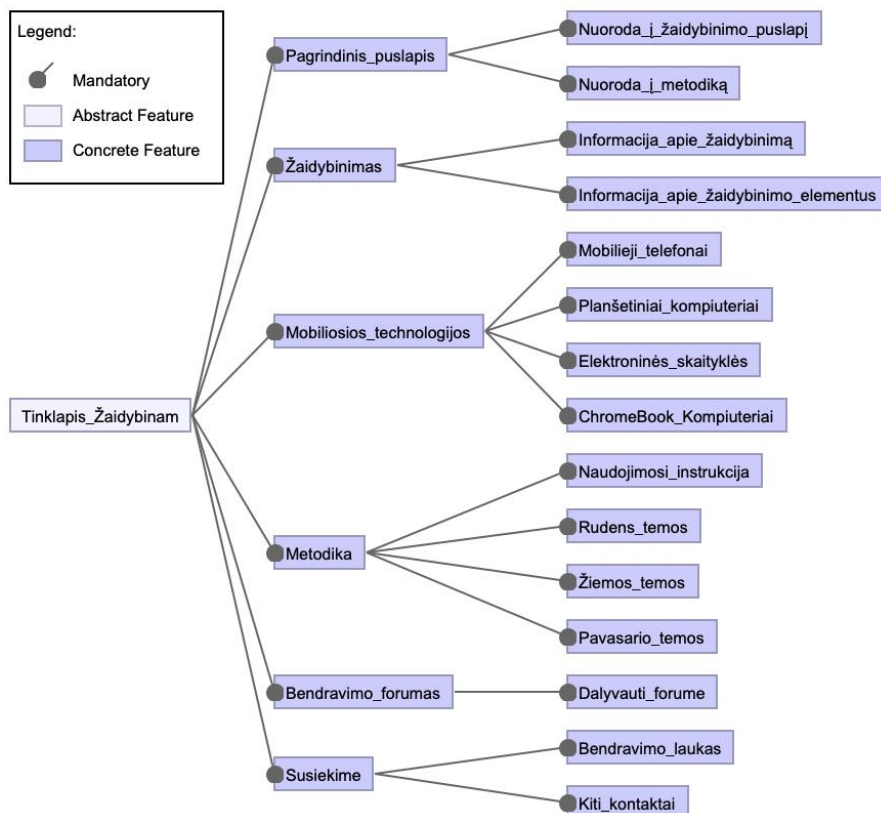 Legend:
Mandatory
Abstract Feature
Concrete Feature
Tinklapis_Žaidybinam
Pagrindinis_puslapis
Nuoroda_į_žaidybinimo_puslapį
Nuoroda_į_metodiką
Žaidybinimas
Informacija_apie_žaidybinimą
Informacija_apie_žaidybinimo_elementus
Mobiliosios_technologijos
Mobilieji_telefonai
Planšetiniai_kompiuteriai
Elektroninės_skaityklės
ChromeBook_Kompiuteriai
Metodika
Naudojimosi_instrukcija
Rudens_temos
Žiemos_temos
Pavasario_temos
Bendravimo_forumas
Dalyvauti_forume
Susiekime
Bendravimo_laukas
Kiti_kontaktai